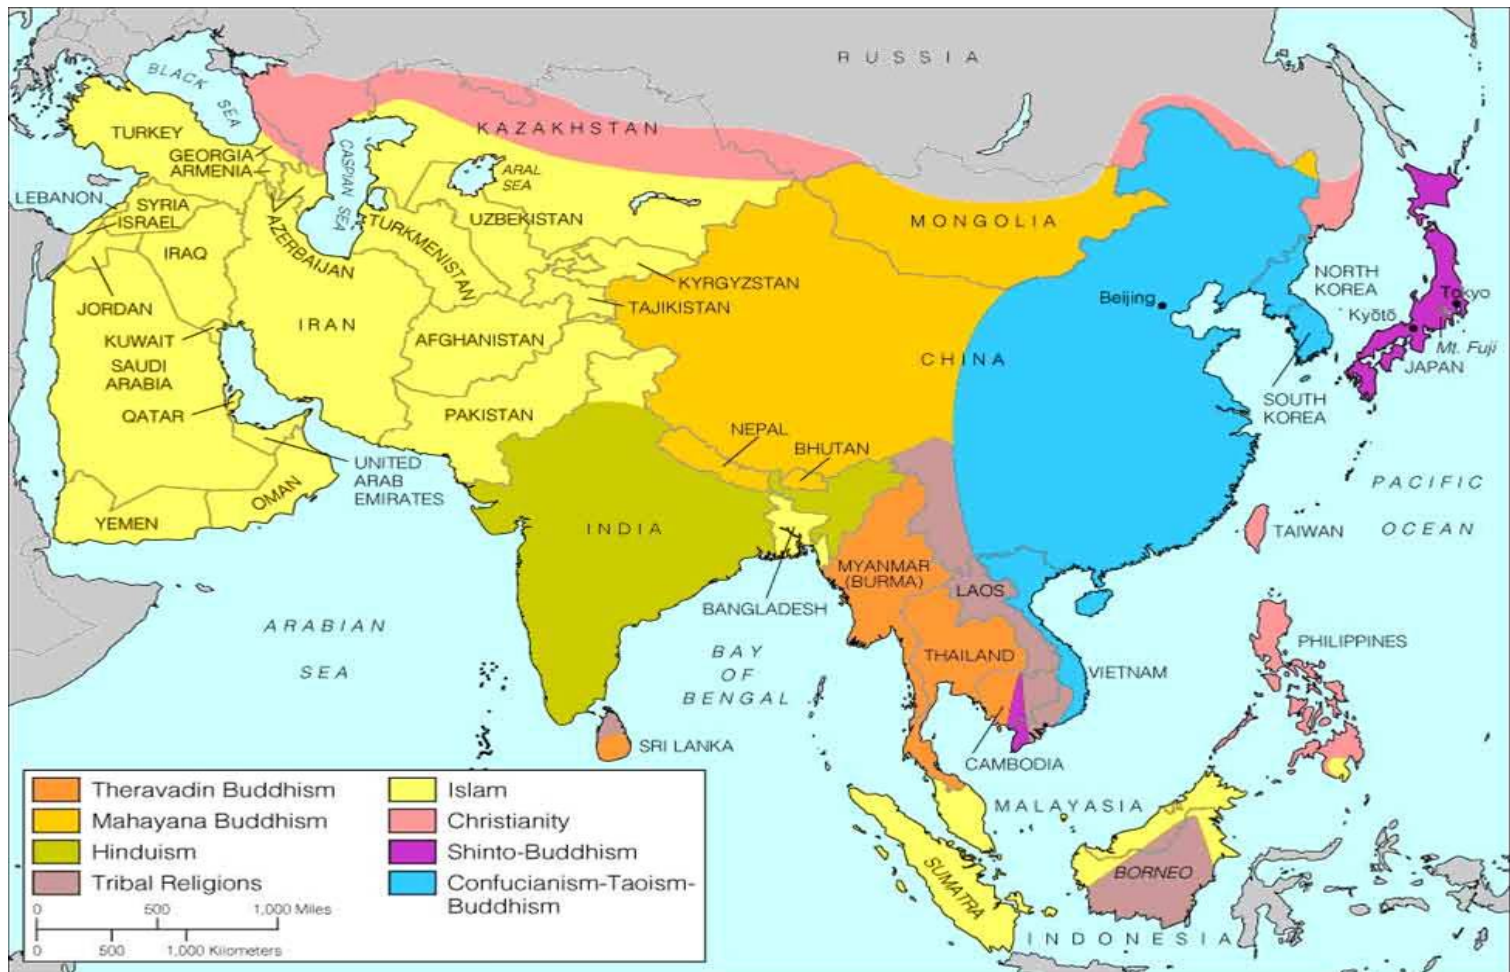 RUSSIA
BLACK
SEA
TURKEY
KAZAKHSTAN
GEORGIA
ARMENIA
CASPIAN SEA
ARAL
SEA
LEBANON
SYRIA
ISRAEL
UZBEKISTAN
MONGOLIA
IRAQ
AZERBAIJAN
TURKMENISTAN
KYRGYZSTAN
NORTH
KOREA
JORDAN
TAJIKISTAN
Beijing
Tokyo
Kyōtō
IRAN
KUWAIT
AFGHANISTAN
Mt. Fuji
SAUDI
ARABIA
CHINA
JAPAN
QATAR
PAKISTAN
SOUTH
KOREA
NEPAL
BHUTAN
UNITED
ARAB
EMIRATES
OMAN
YEMEN
PACIFIC
OCEAN
INDIA
TAIWAN
MYANMAR
(BURMA)
LAOS
BANGLADESH
ARABIAN
SEA
PHILIPPINES
BAY
OF
BENGAL
THAILAND
VIETNAM
SRI LANKA
CAMBODIA
MALAYASIA
SUMATRA
BORNEO
INDONESIA
Theravadin Buddhism
Mahayana Buddhism
Hinduism
Tribal Religions
Islam
Christianity
Shinto-Buddhism
Confucianism-Taoism-
Buddhism
0 500 1,000 Miles
0 500 1,000 Kilometers